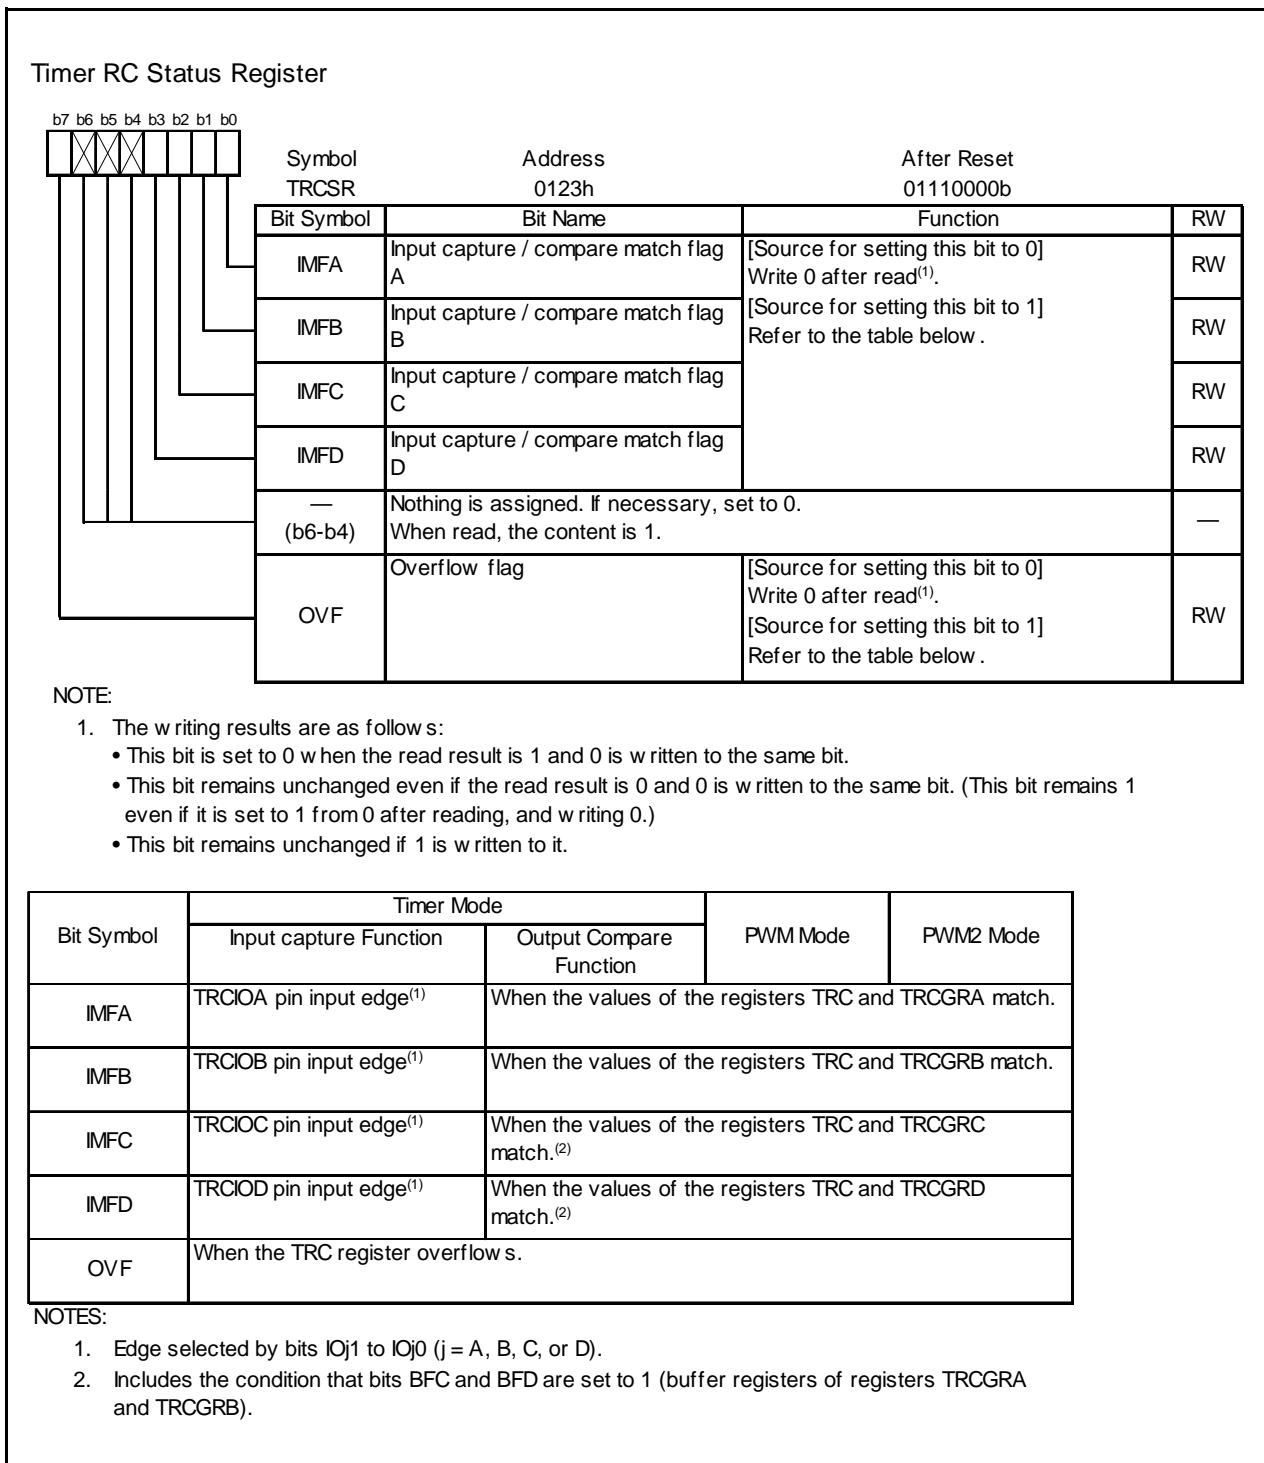 Timer RC Status Register
b7 b6 b5 b4 b3 b2 b1 b0
Symbol Address After Reset
TRCSR 0123h 01110000b
Bit Symbol Bit Name Function RW
IMFA Input capture / compare match flag A [Source for setting this bit to 0] RW
Write 0 after read(1).
[Source for setting this bit to 1]
Refer to the table below.
IMFB Input capture / compare match flag B RW
IMFC Input capture / compare match flag C RW
IMFD Input capture / compare match flag D RW
— (b6-b4) Nothing is assigned. If necessary, set to 0. —
When read, the content is 1.
OVF Overflow flag [Source for setting this bit to 0] RW
Write 0 after read(1).
[Source for setting this bit to 1]
Refer to the table below.
NOTE:
1. The writing results are as follows:
• This bit is set to 0 when the read result is 1 and 0 is written to the same bit.
• This bit remains unchanged even if the read result is 0 and 0 is written to the same bit. (This bit remains 1
even if it is set to 1 from 0 after reading, and writing 0.)
• This bit remains unchanged if 1 is written to it.
Bit Symbol Timer Mode PWM Mode PWM2 Mode
Input capture Function Output Compare Function
IMFA TRCIOA pin input edge(1) When the values of the registers TRC and TRCGRA match.
IMFB TRCIOB pin input edge(1) When the values of the registers TRC and TRCGRB match.
IMFC TRCIOC pin input edge(1) When the values of the registers TRC and TRCGRC
match.(2)
IMFD TRCIOD pin input edge(1) When the values of the registers TRC and TRCGRD
match.(2)
OVF When the TRC register overflows.
NOTES:
1. Edge selected by bits IOj1 to IOj0 (j = A, B, C, or D).
2. Includes the condition that bits BFC and BFD are set to 1 (buffer registers of registers TRCGRA
and TRCGRB).